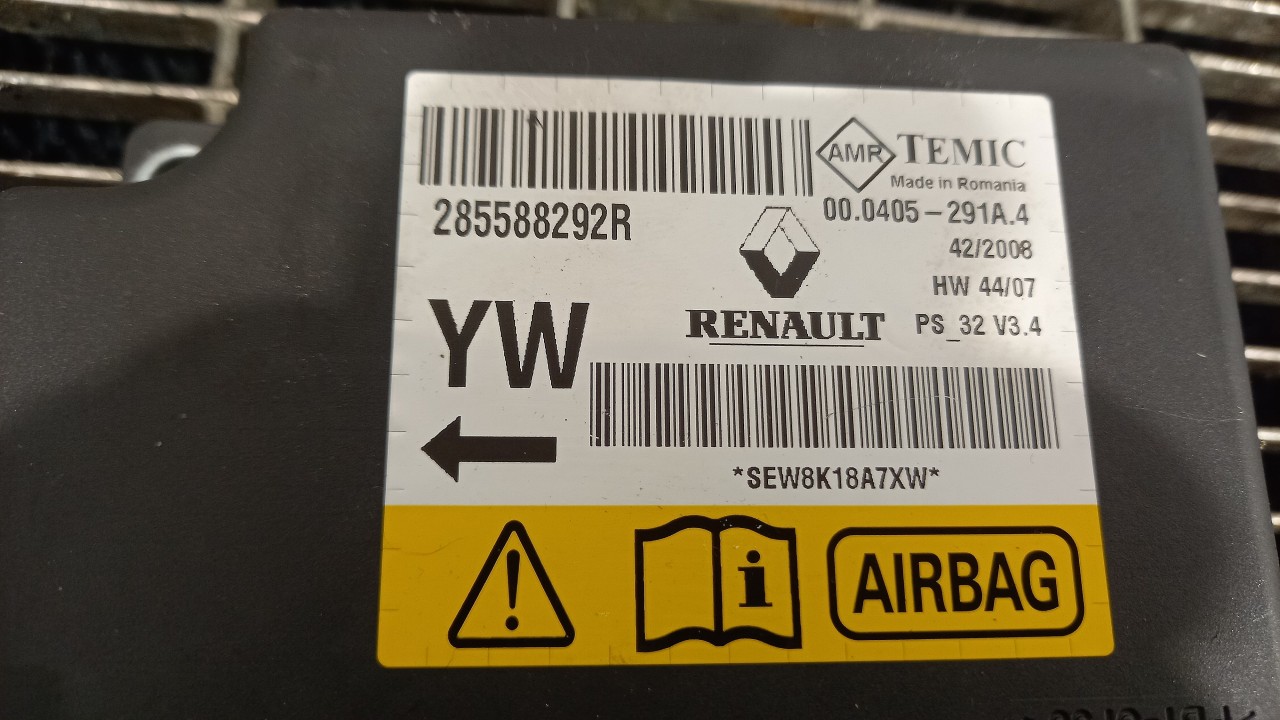 AMR TEMIC
Made in Romania
285588292R
00.0405-291A.4
42/2008
HW 44/07
RENAULT
PS_32 V3.4
YW
*SEW8K18A7XW*
i
AIRBAG